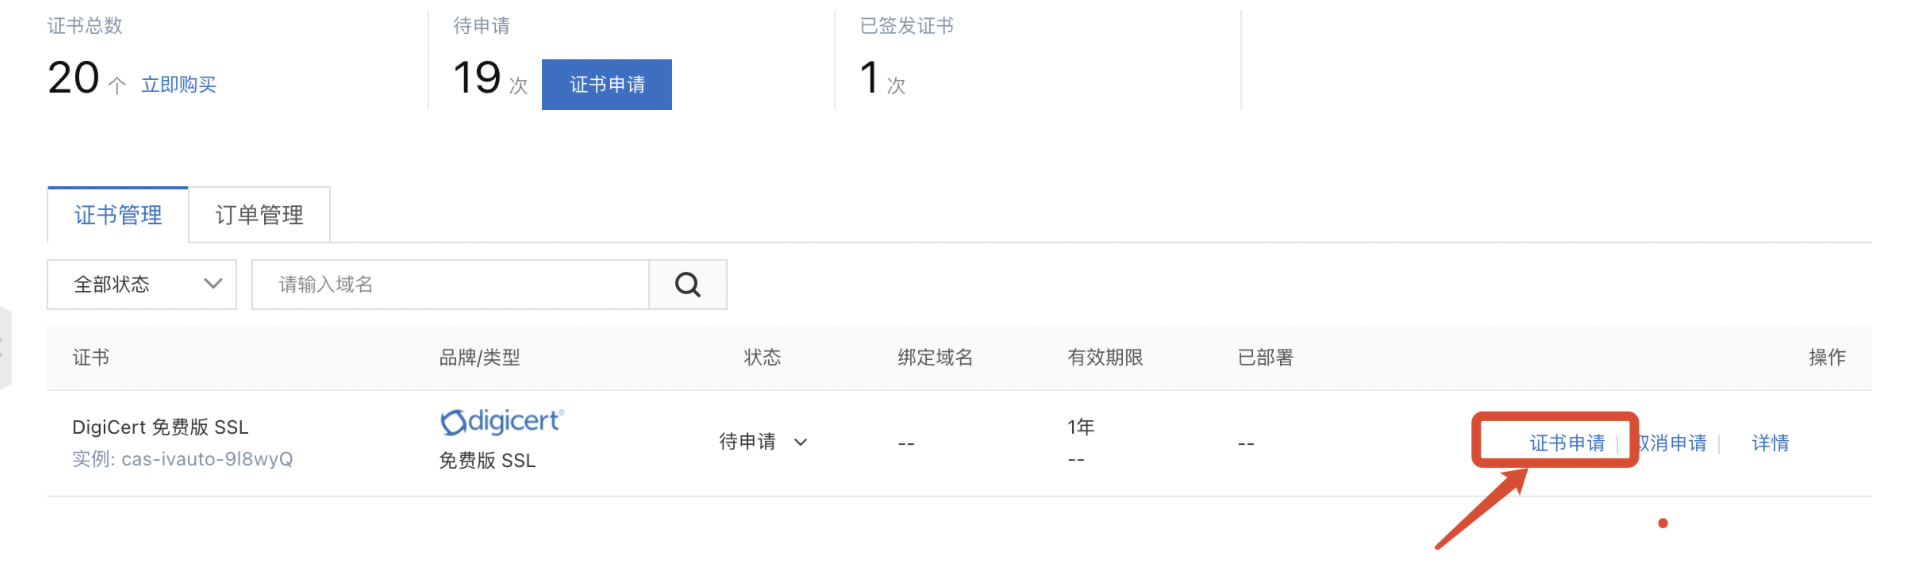 证书总数
待申请
已签发证书
20 个 立即购买
19 次 证书申请
1 次
证书管理
订单管理
全部状态
请输入域名
证书 品牌/类型 状态 绑定域名 有效期限 已部署 操作
DigiCert 免费版 SSL
实例: cas-ivauto-9l8wyQ
digicert®
免费版 SSL
待申请
--
1年
--
--
证书申请 | 取消申请 | 详情